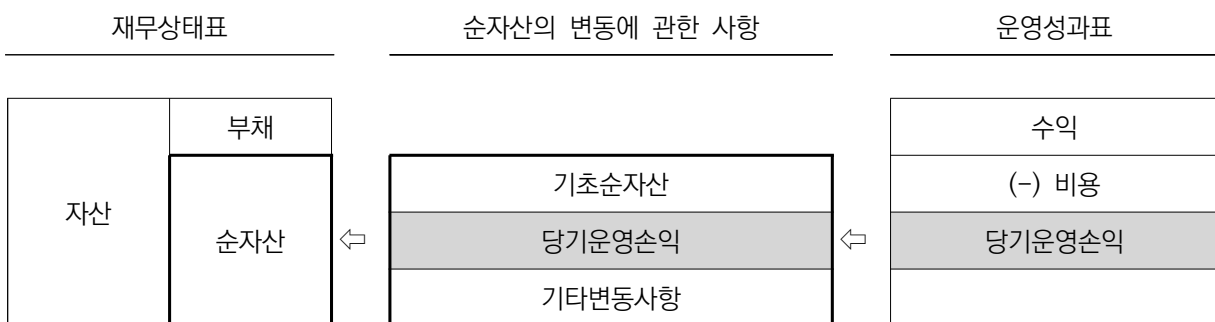 재무상태표 순자산의 변동에 관한 사항 운영성과표
부채 수익
기초순자산 (-) 비용
자산 순자산 ⇦ 당기운영손익 ⇦ 당기운영손익
기타변동사항